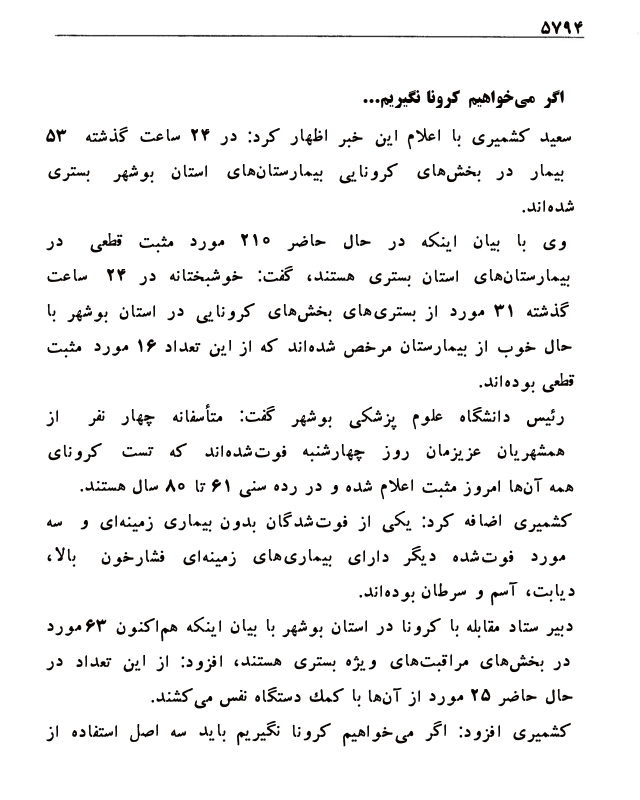 ۵۷۹۴
اگر می‌خواهیم کرونا نگیریم...
سعید کشمیری با اعلام این خبر اظهار کرد: در ۲۴ ساعت گذشته ۵۳
بیمار در بخش‌های کرونایی بیمارستان‌های استان بوشهر بستری
شده‌اند.
وی با بیان اینکه در حال حاضر ۲۱۰ مورد مثبت قطعی در
بیمارستان‌های استان بستری هستند، گفت: خوشبختانه در ۲۴ ساعت
گذشته ۳۱ مورد از بستری‌های بخش‌های کرونایی در استان بوشهر با
حال خوب از بیمارستان مرخص شده‌اند که از این تعداد ۱۶ مورد مثبت
قطعی بوده‌اند.
رئیس دانشگاه علوم پزشکی بوشهر گفت: متأسفانه چهار نفر از
همشهریان عزیزمان روز چهارشنبه فوت‌شده‌اند که تست کرونای
همه آن‌ها امروز مثبت اعلام شده و در رده سنی ۶۱ تا ۸۰ سال هستند.
کشمیری اضافه کرد: یکی از فوت‌شدگان بدون بیماری زمینه‌ای و سه
مورد فوت‌شده دیگر دارای بیماری‌های زمینه‌ای فشارخون بالا،
دیابت، آسم و سرطان بوده‌اند.
دبیر ستاد مقابله با کرونا در استان بوشهر با بیان اینکه هم‌اکنون ۶۳مورد
در بخش‌های مراقبت‌های ویژه بستری هستند، افزود: از این تعداد در
حال حاضر ۲۵ مورد از آن‌ها با کمك دستگاه نفس می‌کشند.
کشمیری افزود: اگر می‌خواهیم کرونا نگیریم باید سه اصل استفاده از